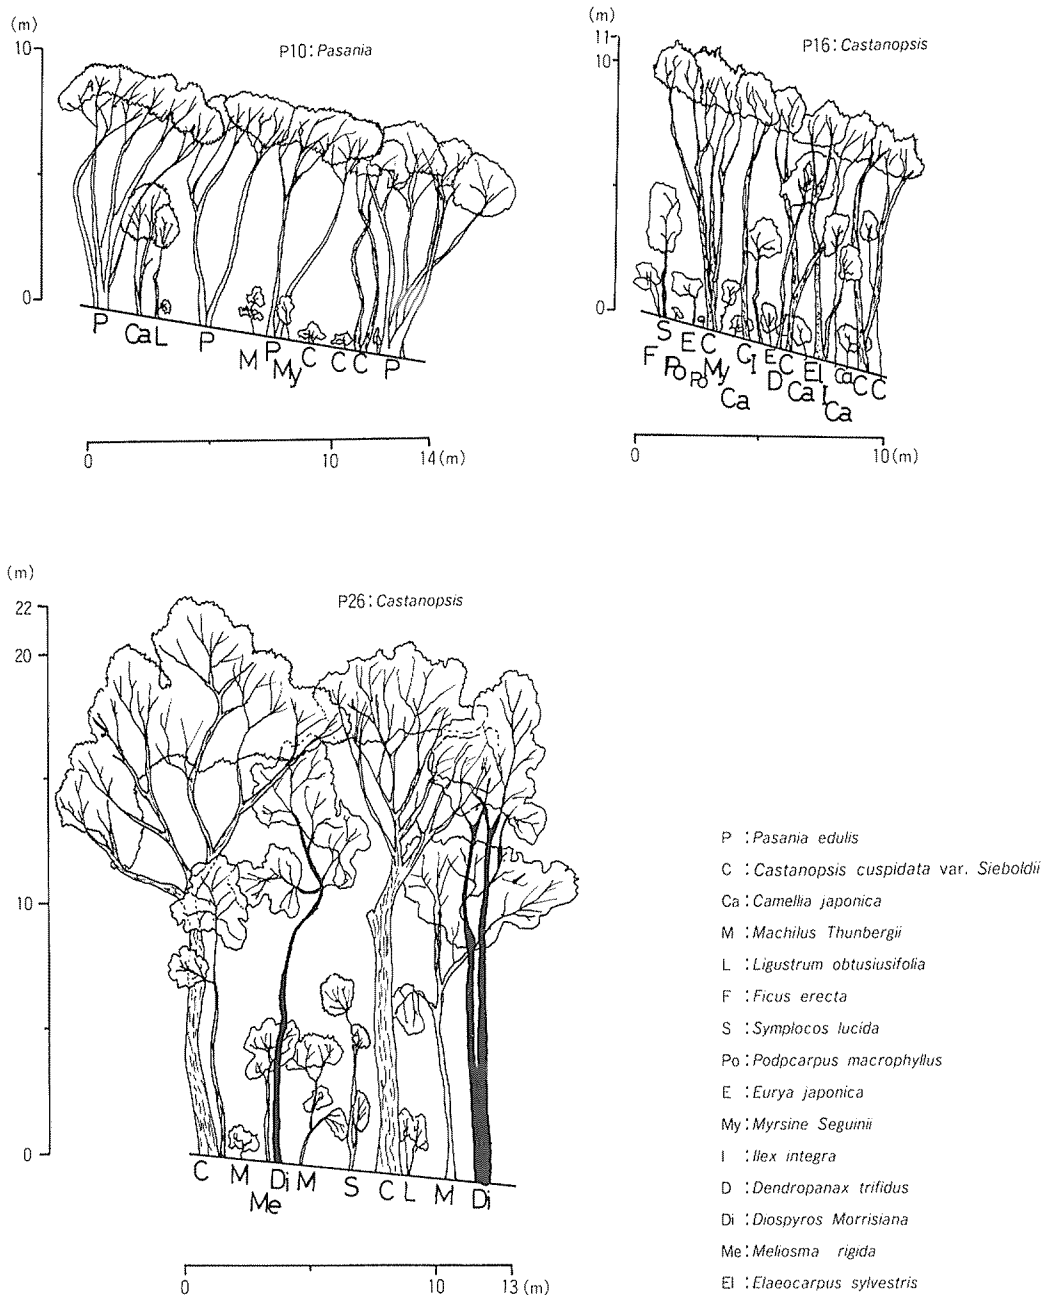 (m)
P10: Pasania
10
0
P Ca L P M P My C C C P
0 10 14 (m)
(m)
P16: Castanopsis
11
10
0
S E C C I E C El Ca C C
F Po Po My D Ca I
Ca Ca
0 10 (m)
(m)
P26: Castanopsis
22
20
10
0
C M Di M S C L M Di
Me
0 10 13 (m)
P : Pasania edulis
C : Castanopsis cuspidata var. Sieboldii
Ca : Camellia japonica
M : Machilus Thunbergii
L : Ligustrum obtusiusifolia
F : Ficus erecta
S : Symplocos lucida
Po : Podpcarpus macrophyllus
E : Eurya japonica
My : Myrsine Seguinii
I : Ilex integra
D : Dendropanax trifidus
Di : Diospyros Morrisiana
Me : Meliosma rigida
El : Elaeocarpus sylvestris